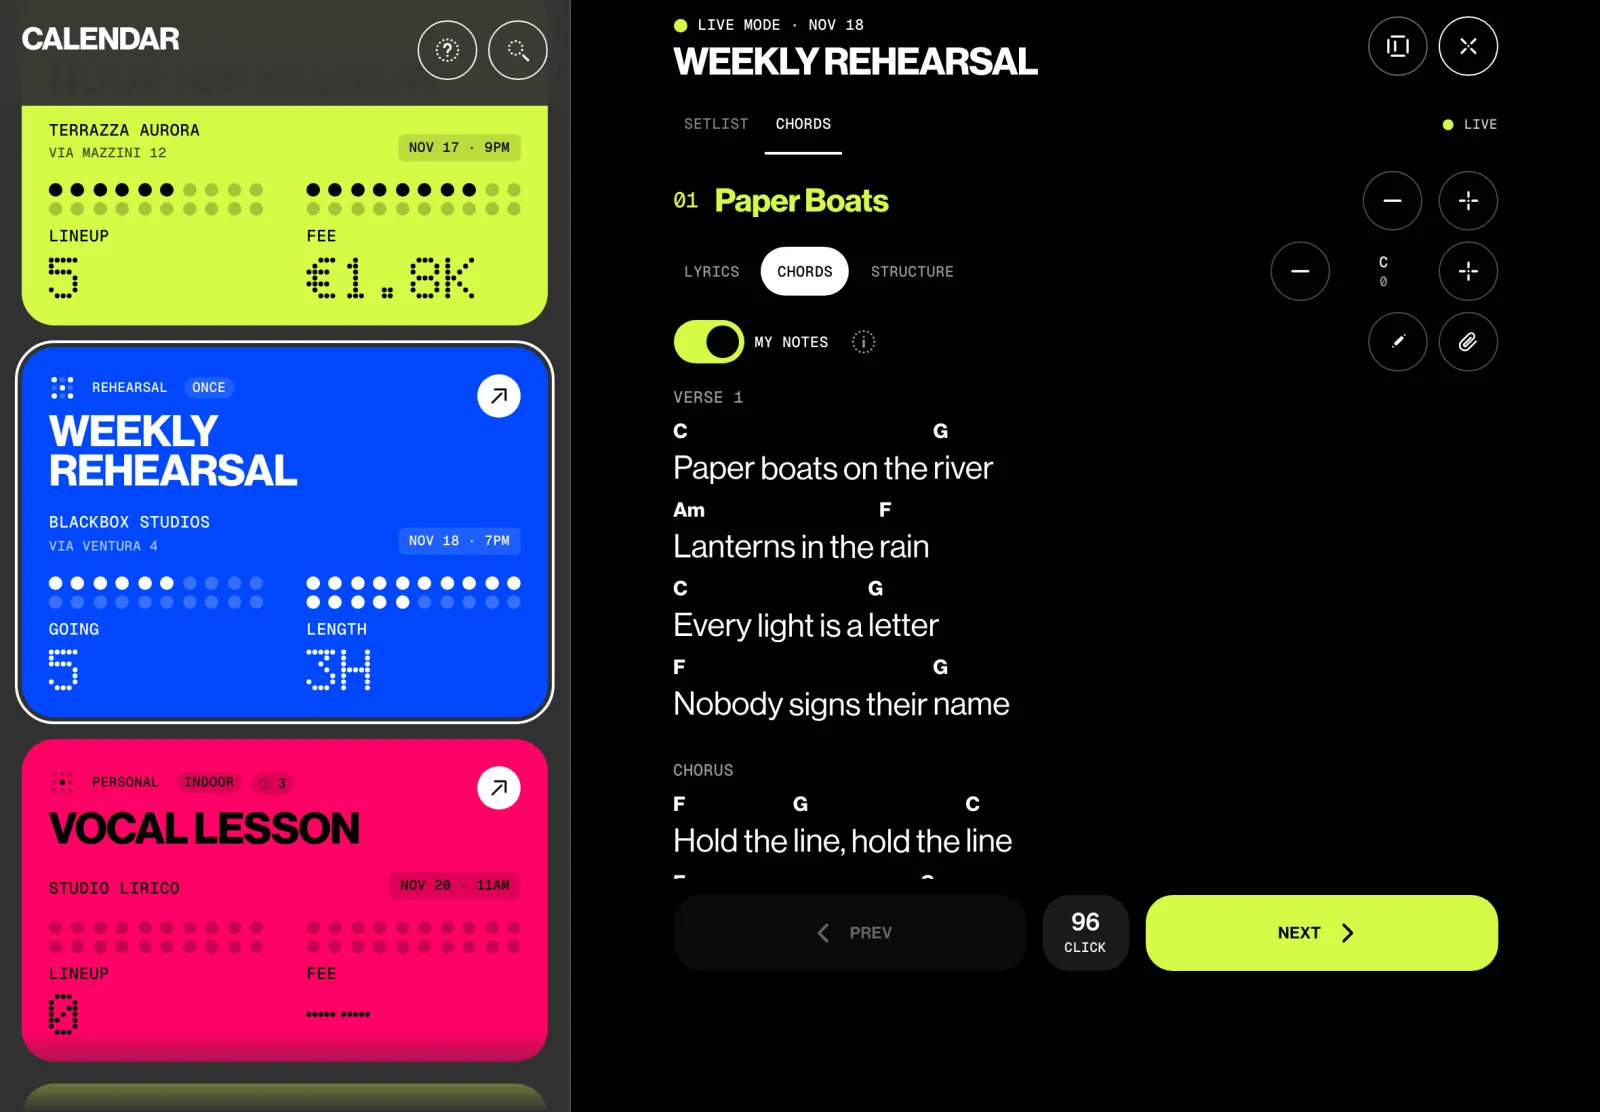 CALENDAR
TERRAZZA AURORA
VIA MAZZINI 12
NOV 17 · 9PM
LINEUP
5
FEE
€1.8K
REHEARSAL
ONCE
WEEKLY
REHEARSAL
BLACKBOX STUDIOS
VIA VENTURA 4
NOV 18 · 7PM
GOING
5
LENGTH
3H
PERSONAL
INDOOR
3
VOCAL LESSON
STUDIO LIRICO
NOV 20 · 11AM
LINEUP
0
FEE
——
LIVE MODE · NOV 18
WEEKLY REHEARSAL
SETLIST
CHORDS
LIVE
01 Paper Boats
LYRICS
CHORDS
STRUCTURE
C
0
MY NOTES
VERSE 1
C G
Paper boats on the river
Am F
Lanterns in the rain
C G
Every light is a letter
F G
Nobody signs their name
CHORUS
F G C
Hold the line, hold the line
PREV
96
CLICK
NEXT